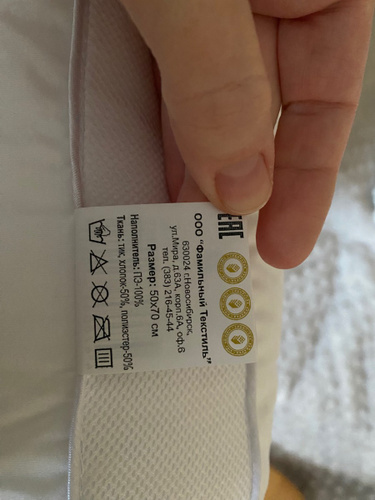 EAC
ООО "Фамильный Текстиль"
630024 г.Новосибирск,
ул.Мира, д.63А, корп.6А, оф.6
тел. (383) 216-45-44
Размер: 50х70 см
Наполнитель: ПЭ-100%
Ткань: тик, хлопок-50%, полиэстер-50%